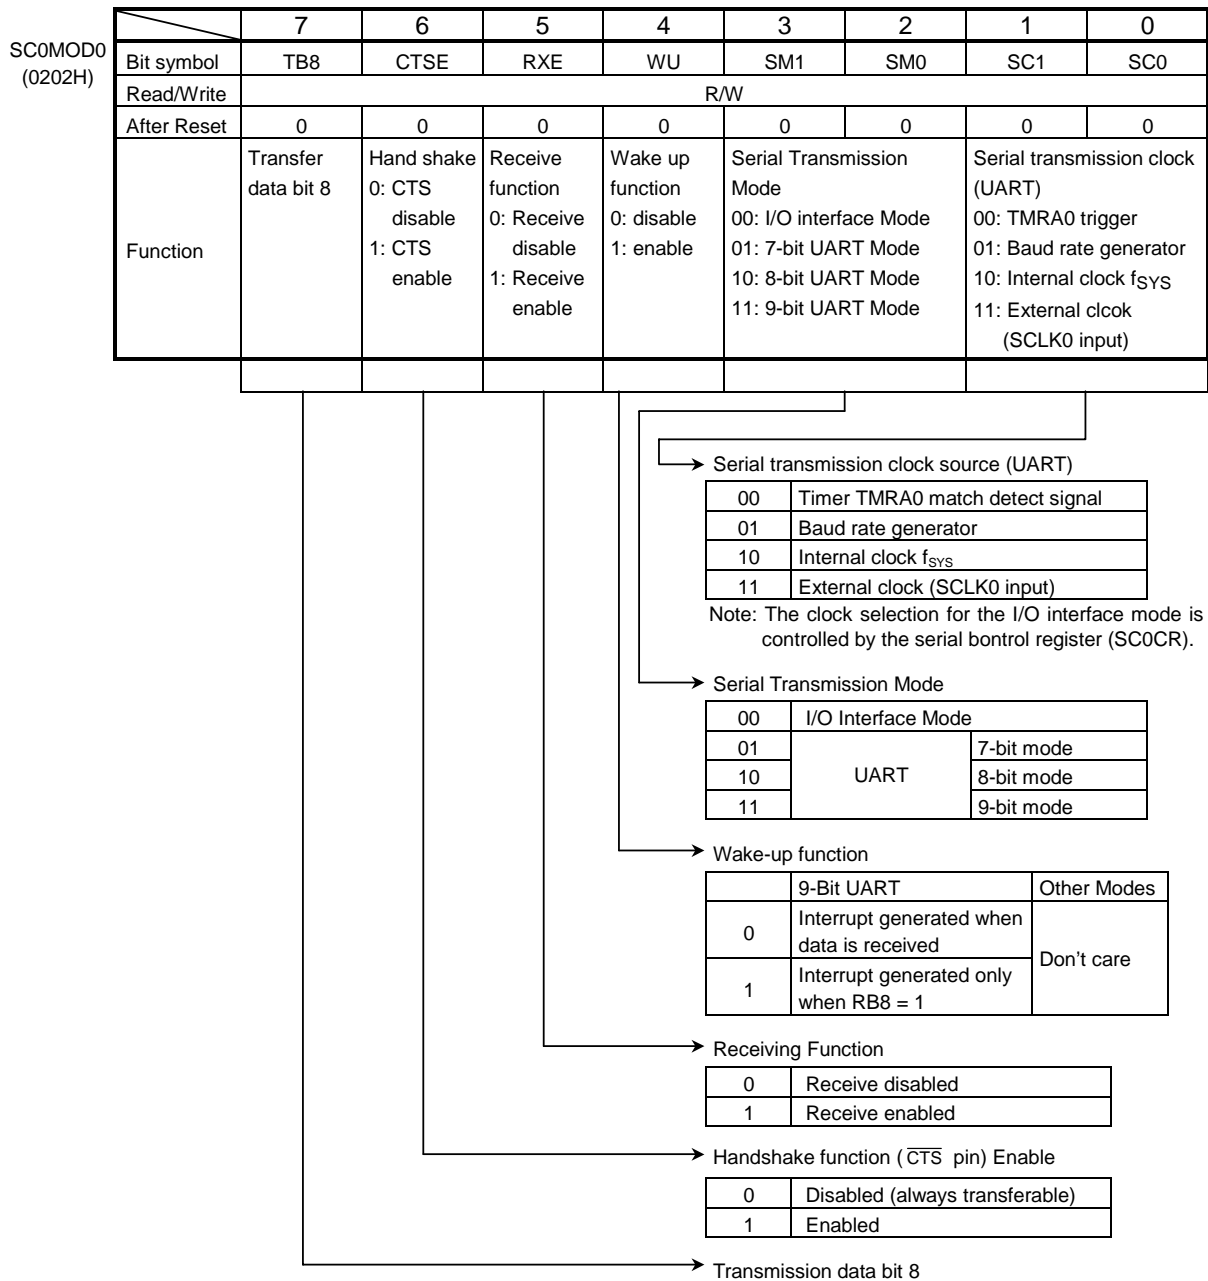 7 6 5 4 3 2 1 0
SC0MOD0
(0202H)
Bit symbol TB8 CTSE RXE WU SM1 SM0 SC1 SC0
Read/Write R/W
After Reset 0 0 0 0 0 0 0 0
Function
Transfer
data bit 8
Hand shake
0: CTS
disable
1: CTS
enable
Receive
function
0: Receive
disable
1: Receive
enable
Wake up
function
0: disable
1: enable
Serial Transmission
Mode
00: I/O interface Mode
01: 7-bit UART Mode
10: 8-bit UART Mode
11: 9-bit UART Mode
Serial transmission clock
(UART)
00: TMRA0 trigger
01: Baud rate generator
10: Internal clock fSYS
11: External clcok
(SCLK0 input)
Serial transmission clock source (UART)
00 Timer TMRA0 match detect signal
01 Baud rate generator
10 Internal clock fSYS
11 External clock (SCLK0 input)
Note: The clock selection for the I/O interface mode is
controlled by the serial bontrol register (SC0CR).
Serial Transmission Mode
00 I/O Interface Mode
01 7-bit mode
10 UART 8-bit mode
11 9-bit mode
Wake-up function
9-Bit UART Other Modes
0 Interrupt generated when
data is received
Don't care
1 Interrupt generated only
when RB8 = 1
Receiving Function
0 Receive disabled
1 Receive enabled
Handshake function ( C̅T̅S̅ pin) Enable
0 Disabled (always transferable)
1 Enabled
Transmission data bit 8